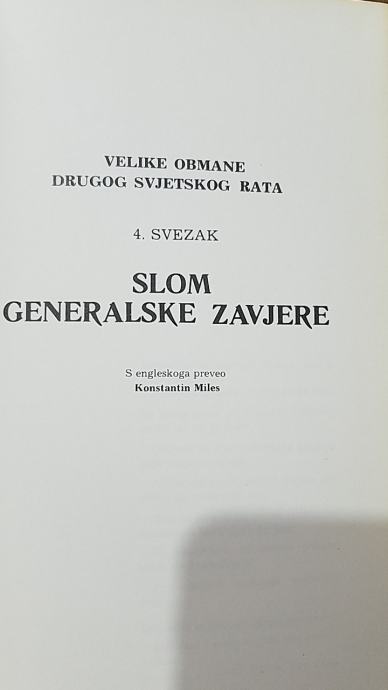 VELIKE OBMANE
DRUGOG SVJETSKOG RATA
4. SVEZAK
SLOM
GENERALSKE ZAVJERE
S engleskoga preveo
Konstantin Miles